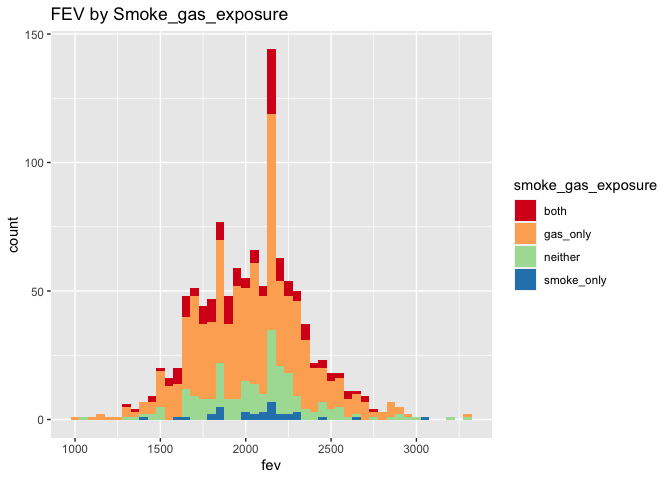 FEV by Smoke_gas_exposure
150
100
50
0
count
1000 1500 2000 2500 3000
fev
smoke_gas_exposure
both
gas_only
neither
smoke_only